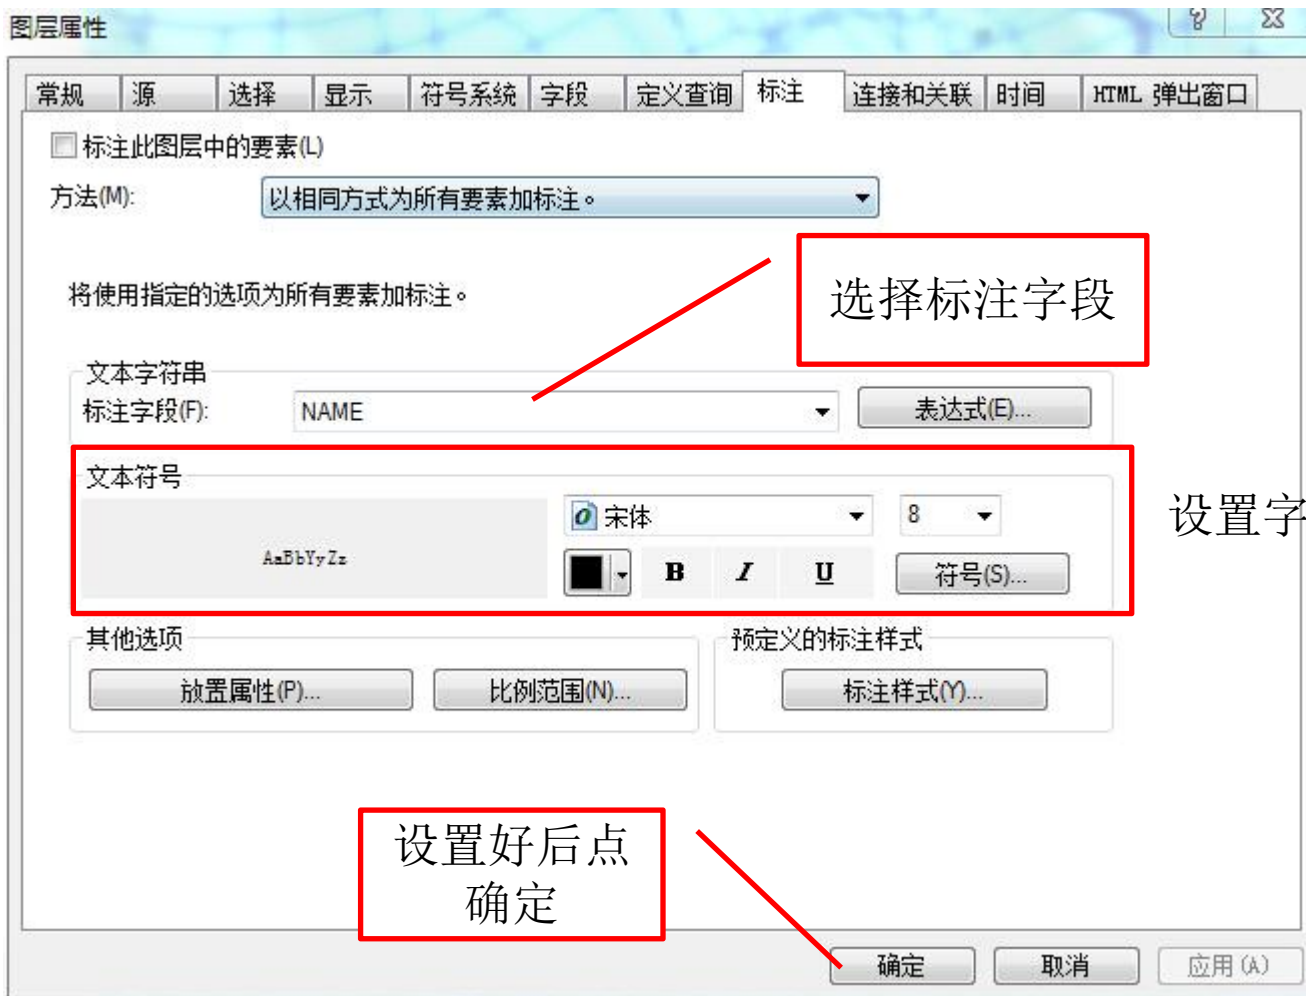 图层属性
常规 源 选择 显示 符号系统 字段 定义查询 标注 连接和关联 时间 HTML 弹出窗口
标注此图层中的要素(L)
方法(M): 以相同方式为所有要素加标注。
选择标注字段
将使用指定的选项为所有要素加标注。
文本字符串
标注字段(F): NAME 表达式(E)...
文本符号
宋体 8
设置字
AaBbYyZz
B I U 符号(S)...
其他选项 预定义的标注样式
放置属性(P)... 比例范围(N)... 标注样式(Y)...
设置好后点
确定
确定 取消 应用(A)